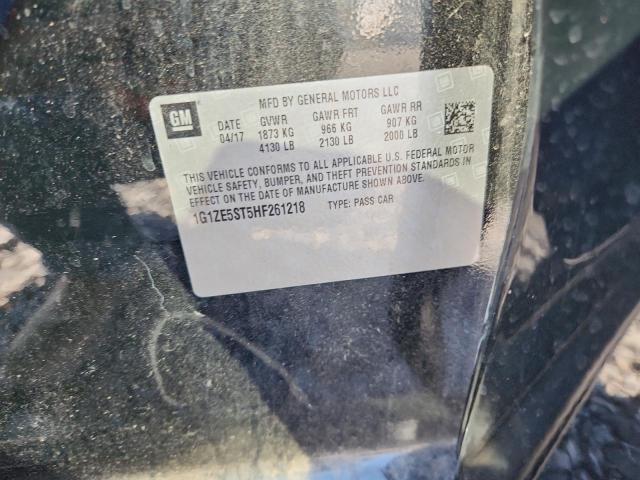 GM
MFD BY GENERAL MOTORS LLC
DATE GVWR GAWR FRT GAWR RR
04/17 1873 KG 966 KG 907 KG
4130 LB 2130 LB 2000 LB
THIS VEHICLE CONFORMS TO ALL APPLICABLE U.S. FEDERAL MOTOR
VEHICLE SAFETY, BUMPER, AND THEFT PREVENTION STANDARDS IN
EFFECT ON THE DATE OF MANUFACTURE SHOWN ABOVE.
1G1ZE5ST5HF261218 TYPE: PASS CAR